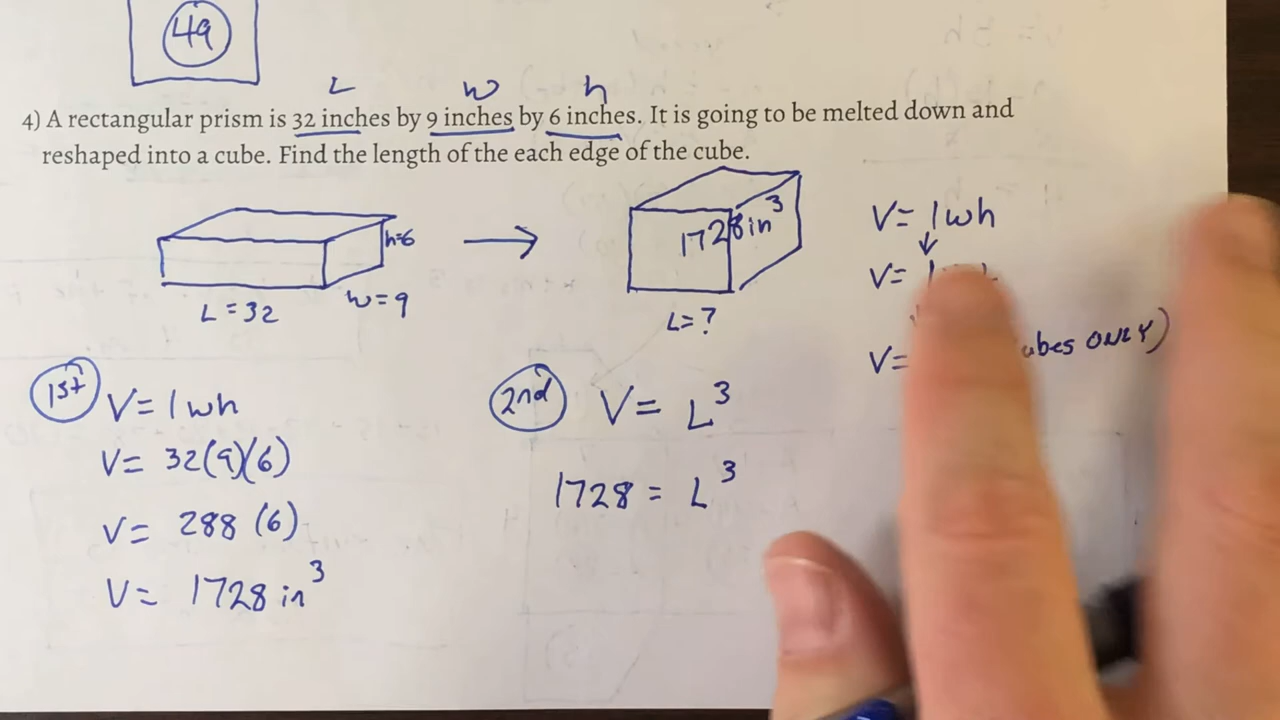 49
L w h
4) A rectangular prism is 32 inches by 9 inches by 6 inches. It is going to be melted down and
reshaped into a cube. Find the length of the each edge of the cube.
h=6
L = 32
w = 9
1728 in³
L = ?
V = lwh
V =
V =
ONLY)
1st
V = lwh
V = 32(9)(6)
V = 288 (6)
V = 1728 in³
2nd
V = L³
1728 = L³